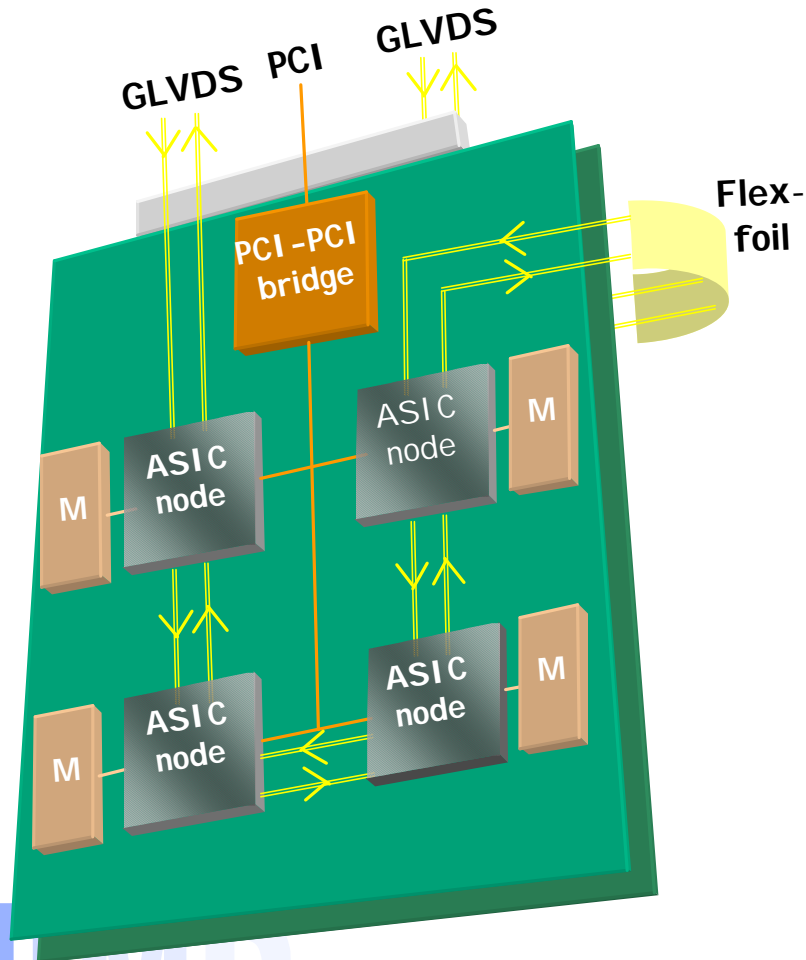 GLVDS
PCI
GLVDS
Flex-
foil
PCI-PCI
bridge
ASIC
node
M
ASIC
node
M
ASIC
node
M
ASIC
node
M